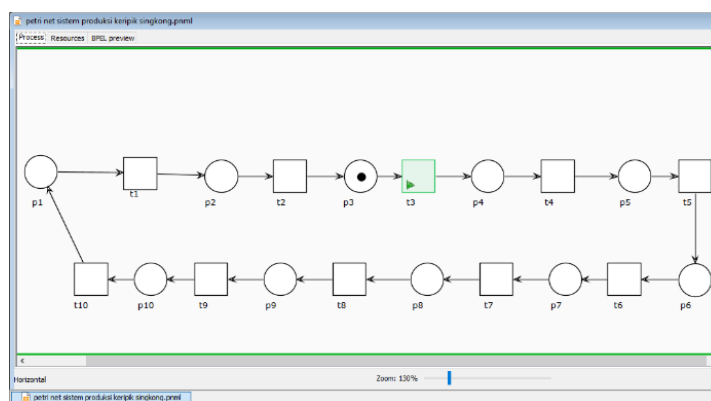 petri net sistem produksi keripik singkong.pnml
Process Resources BPEL preview
p1 t1 p2 t2 p3 t3 p4 t4 p5 t5
t10 p10 t9 p9 t8 p8 t7 p7 t6 p6
Horizontal Zoom: 130%
petri net sistem produksi keripik singkong.pnml